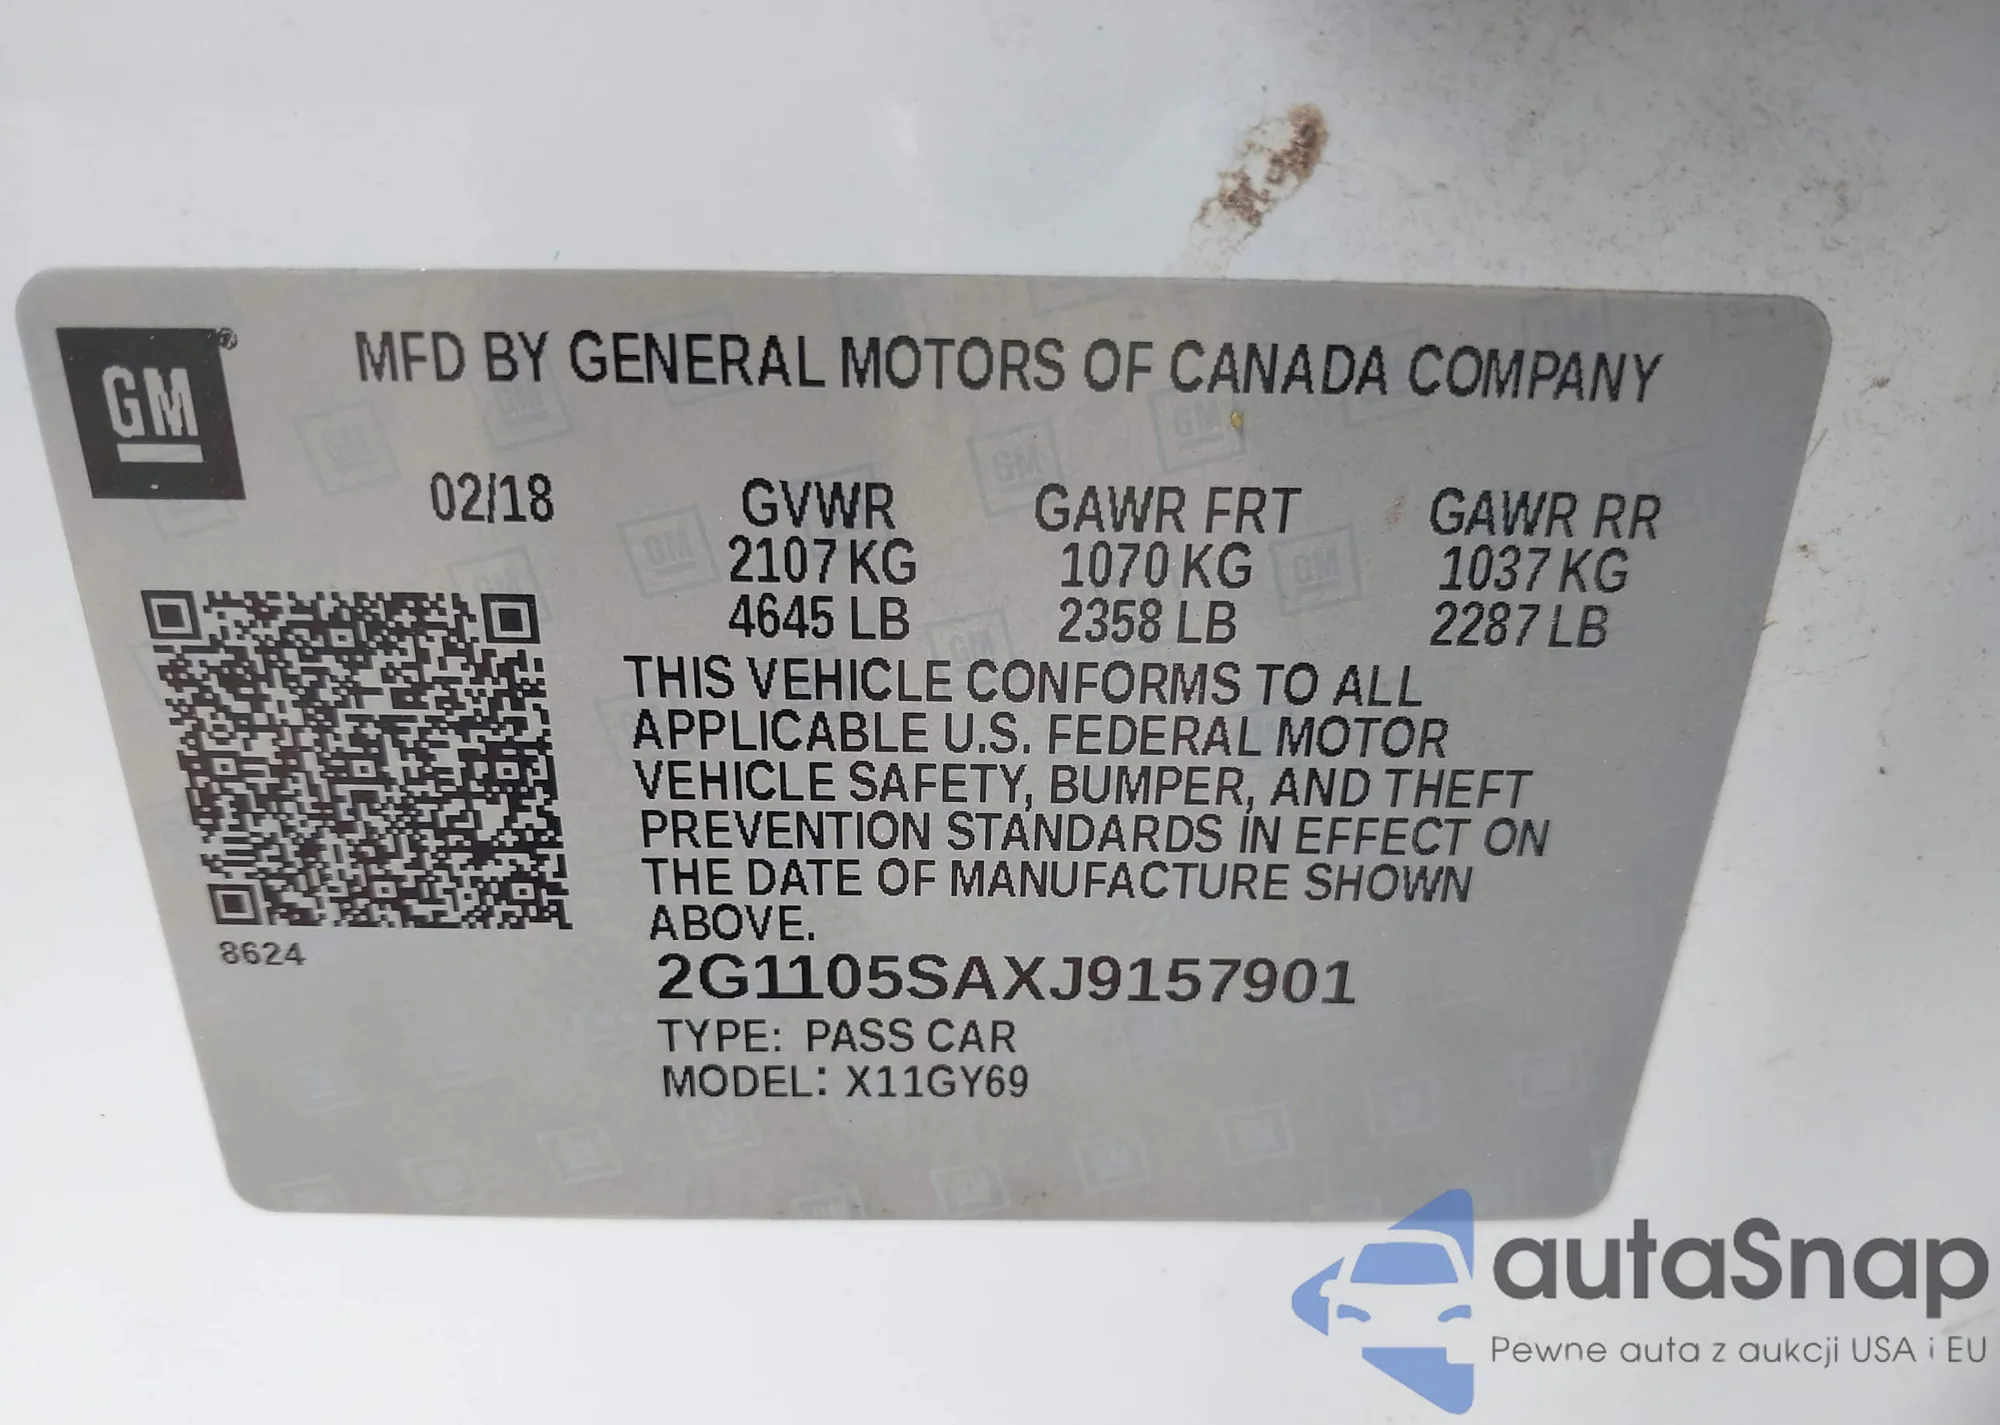 GM®
MFD BY GENERAL MOTORS OF CANADA COMPANY
02/18 GVWR GAWR FRT GAWR RR
2107 KG 1070 KG 1037 KG
4645 LB 2358 LB 2287 LB
THIS VEHICLE CONFORMS TO ALL
APPLICABLE U.S. FEDERAL MOTOR
VEHICLE SAFETY, BUMPER, AND THEFT
PREVENTION STANDARDS IN EFFECT ON
THE DATE OF MANUFACTURE SHOWN
ABOVE.
8624
2G1105SAXJ9157901
TYPE: PASS CAR
MODEL: X11GY69
autaSnap
Pewne auta z aukcji USA i EU